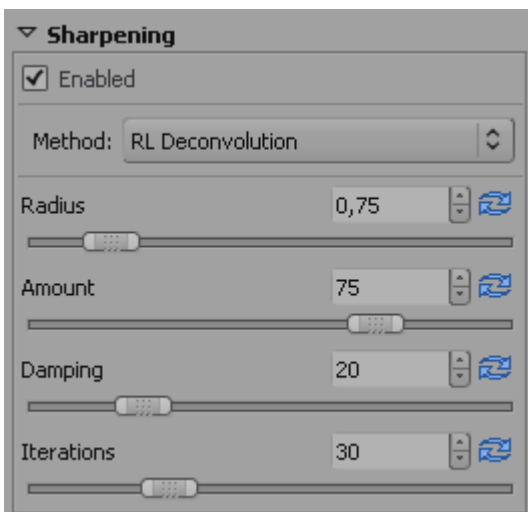 Sharpening
Enabled
Method: RL Deconvolution
Radius 0,75
Amount 75
Damping 20
Iterations 30